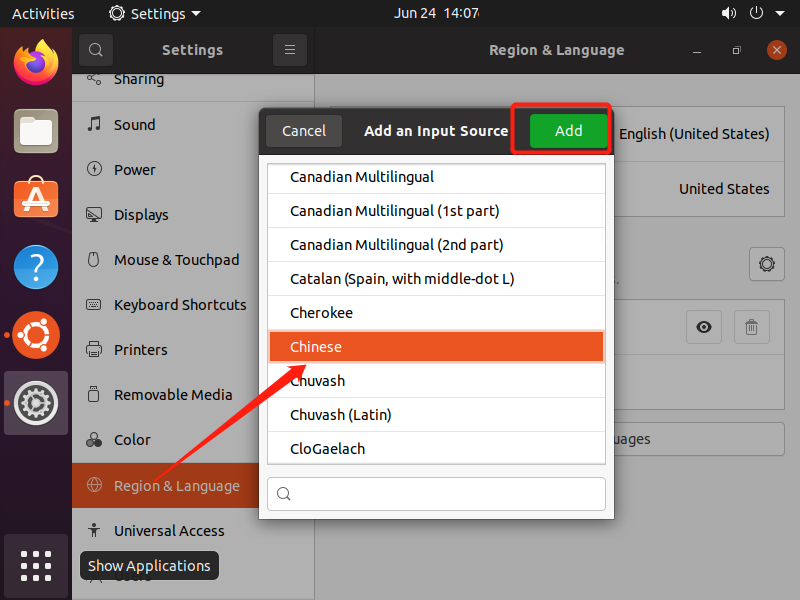 Activities
Settings
Jun 24 14:07
Settings
Region & Language
Sharing
Sound
Power
Displays
Mouse & Touchpad
Keyboard Shortcuts
Printers
Removable Media
Color
Region & Language
Universal Access
Users
Show Applications
Cancel
Add an Input Source
Add
Canadian Multilingual
Canadian Multilingual (1st part)
Canadian Multilingual (2nd part)
Catalan (Spain, with middle-dot L)
Cherokee
Chinese
Chuvash
Chuvash (Latin)
CloGaelach
English (United States)
United States